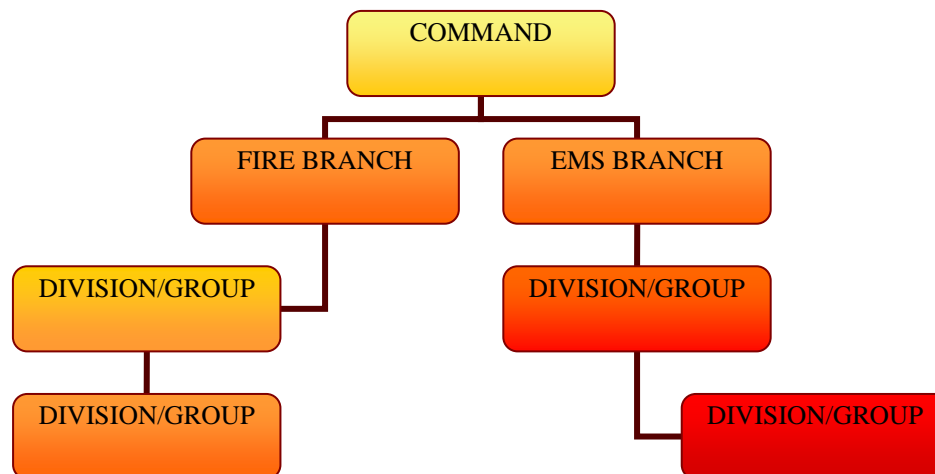 COMMAND
FIRE BRANCH
EMS BRANCH
DIVISION/GROUP
DIVISION/GROUP
DIVISION/GROUP
DIVISION/GROUP